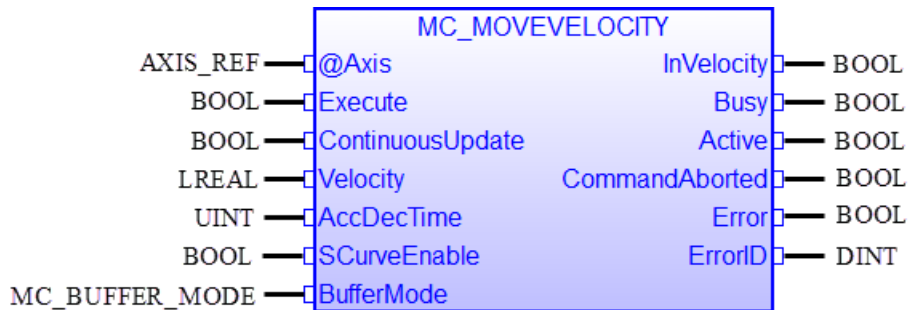 MC_MOVEVELOCITY
AXIS_REF @Axis InVelocity BOOL
BOOL Execute Busy BOOL
BOOL ContinuousUpdate Active BOOL
LREAL Velocity CommandAborted BOOL
UINT AccDecTime Error BOOL
BOOL SCurveEnable ErrorID DINT
MC_BUFFER_MODE BufferMode